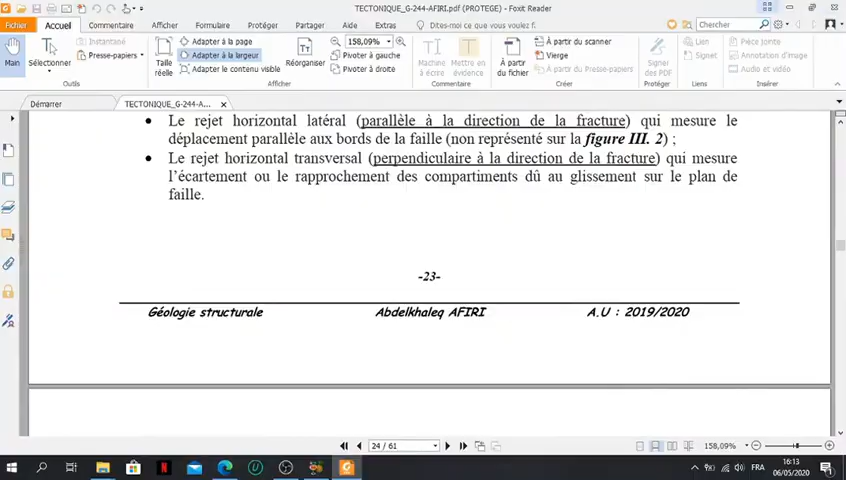 TECTONIQUE_G-244-AFIRI.pdf (PROTEGE) - Foxit Reader
Fichier Accueil Commentaire Afficher Formulaire Protéger Partager Aide Extras Dites-moi ce que vous voulez f Chercher
Main
Sélectionner
Instantané
Presse-papiers
Taille réelle
Adapter à la page
Adapter à la largeur
Adapter le contenu visible
Réorganiser
158,09%
Pivoter à gauche
Pivoter à droite
Machine à écrire
Mettre en évidence
À partir du fichier
À partir du scanner
Vierge
À partir du Presse-papiers
Signer des PDF
Lien
Signet
Pièce jointe
Annotation d'image
Audio et vidéo
Outils Afficher Commentaire Créer Protéger Liens Insérer
Démarrer TECTONIQUE_G-244-A...
• Le rejet horizontal latéral (parallèle à la direction de la fracture) qui mesure le
déplacement parallèle aux bords de la faille (non représenté sur la figure III. 2) ;
• Le rejet horizontal transversal (perpendiculaire à la direction de la fracture) qui mesure
l'écartement ou le rapprochement des compartiments dû au glissement sur le plan de
faille.
-23-
Géologie structurale Abdelkhaleq AFIRI A.U : 2019/2020
24 / 61 158,09%
FRA 16:13
06/05/2020